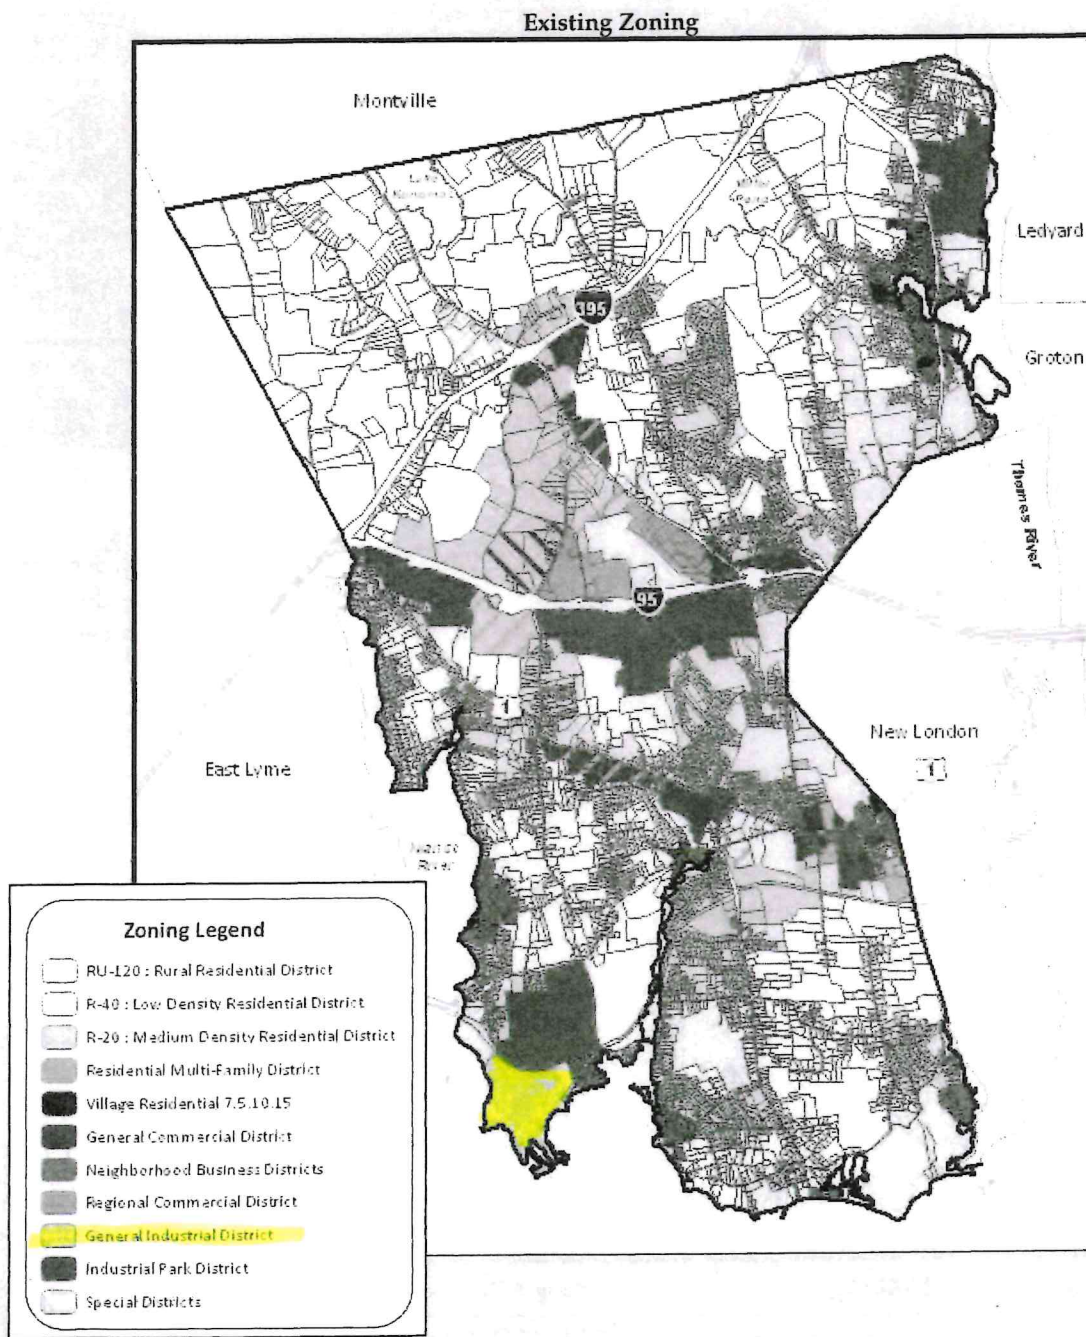 Existing Zoning
Montville
Ledyard
395
Groton
Thames River
95
1
New London
1
East Lyme
River
Zoning Legend
RU-120 : Rural Residential District
R-40 : Low Density Residential District
R-20 : Medium Density Residential District
Residential Multi-Family District
Village Residential 7.5.10.15
General Commercial District
Neighborhood Business Districts
Regional Commercial District
General Industrial District
Industrial Park District
Special Districts